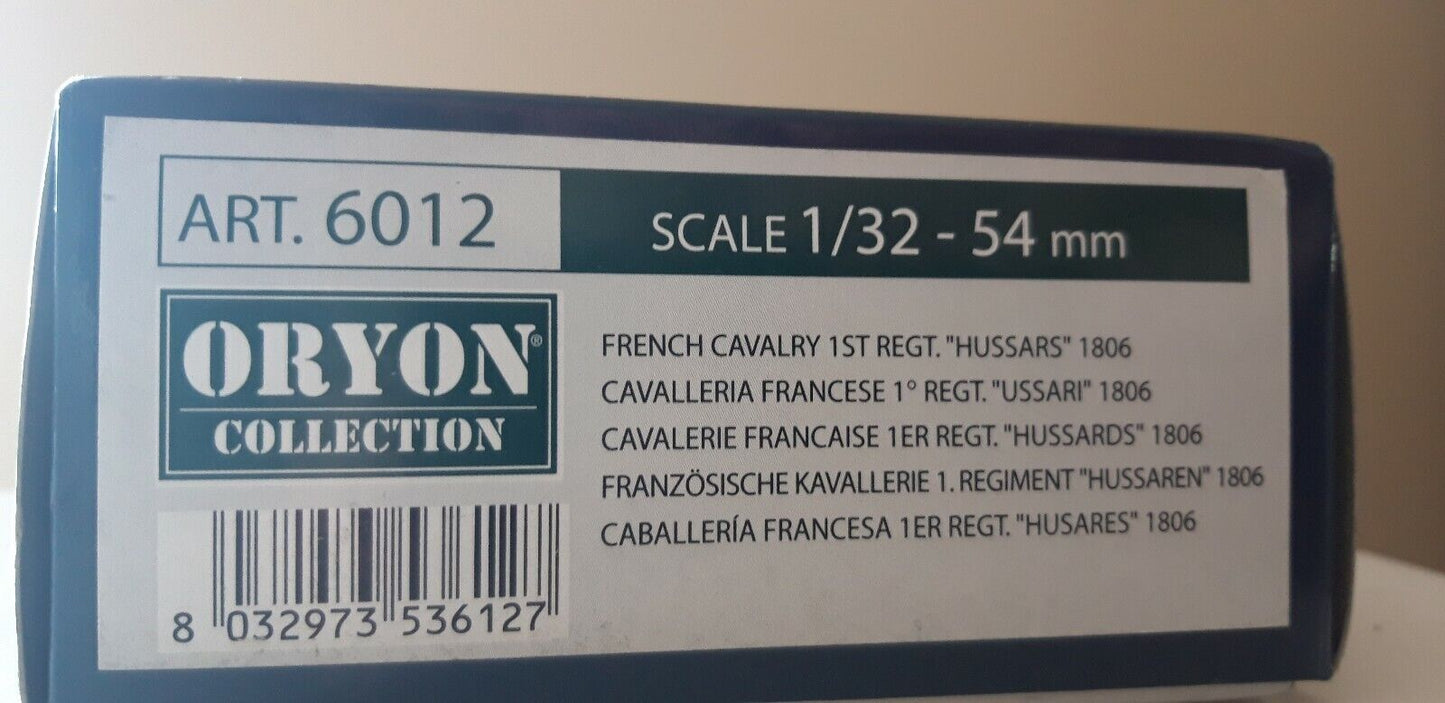 ART. 6012
SCALE 1/32 - 54 mm
ORYON®
COLLECTION
FRENCH CAVALRY 1ST REGT. "HUSSARS" 1806
CAVALLERIA FRANCESE 1° REGT. "USSARI" 1806
CAVALERIE FRANCAISE 1ER REGT. "HUSSARDS" 1806
FRANZÖSISCHE KAVALLERIE 1. REGIMENT "HUSSAREN" 1806
CABALLERÍA FRANCESA 1ER REGT. "HUSARES" 1806
8 032973 536127